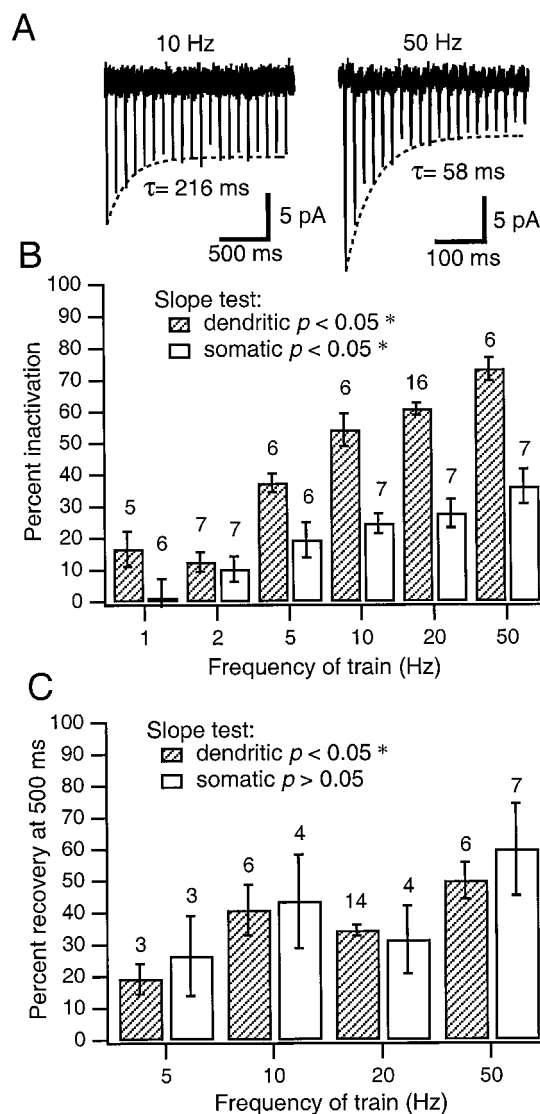 A
10 Hz
50 Hz
τ = 216 ms
τ= 58 ms
5 pA
5 pA
500 ms
100 ms
B
100
90
80
70
60
50
40
30
20
10
0
Percent inactivation
Slope test:
dendritic p < 0.05 *
somatic p < 0.05 *
5
6
7
7
6
6
6
7
16
7
6
7
1
2
5
10
20
50
Frequency of train (Hz)
C
100
90
80
70
60
50
40
30
20
10
0
Percent recovery at 500 ms
Slope test:
dendritic p < 0.05 *
somatic p > 0.05
3
3
6
4
14
4
6
7
5
10
20
50
Frequency of train (Hz)